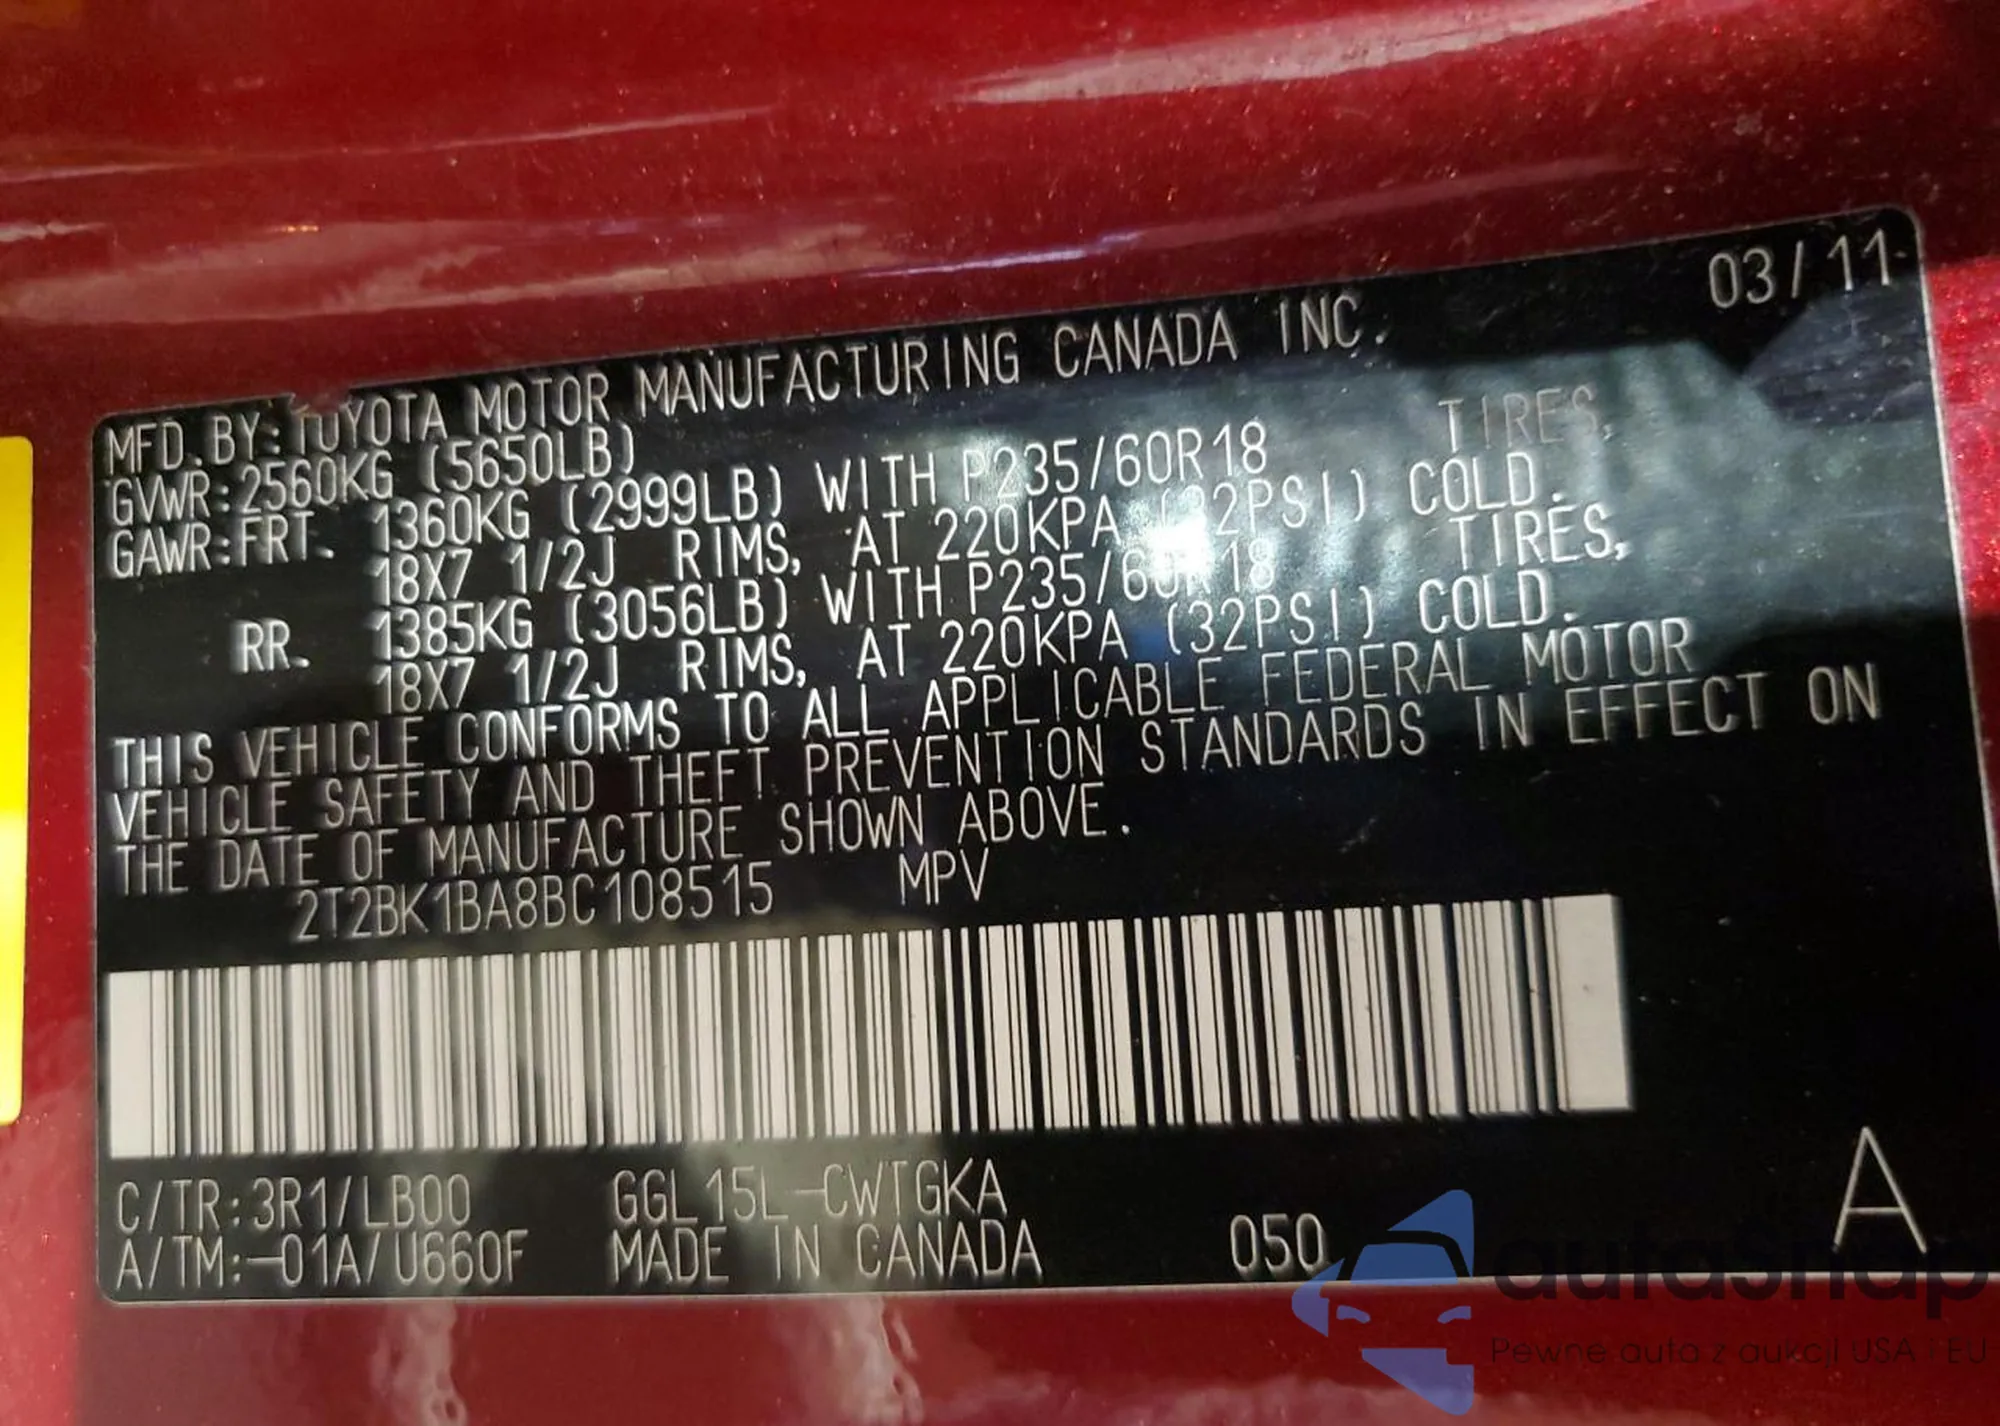 03/11
MFD. BY: TOYOTA MOTOR MANUFACTURING CANADA INC.
GVWR: 2560KG (5650LB)
GAWR: FRT. 1360KG (2999LB) WITH P235/60R18 TIRES,
18X7 1/2J RIMS, AT 220KPA (32PSI) COLD.
RR. 1385KG (3056LB) WITH P235/60R18 TIRES,
18X7 1/2J RIMS, AT 220KPA (32PSI) COLD.
THIS VEHICLE CONFORMS TO ALL APPLICABLE FEDERAL MOTOR
VEHICLE SAFETY AND THEFT PREVENTION STANDARDS IN EFFECT ON
THE DATE OF MANUFACTURE SHOWN ABOVE.
2T2BK1BA8BC108515 MPV
C/TR: 3R1/LB00 GGL15L-CWTGKA
A/TM: -01A/U660F MADE IN CANADA 050 A
autasnap
Pewne auta z aukcji USA i EU